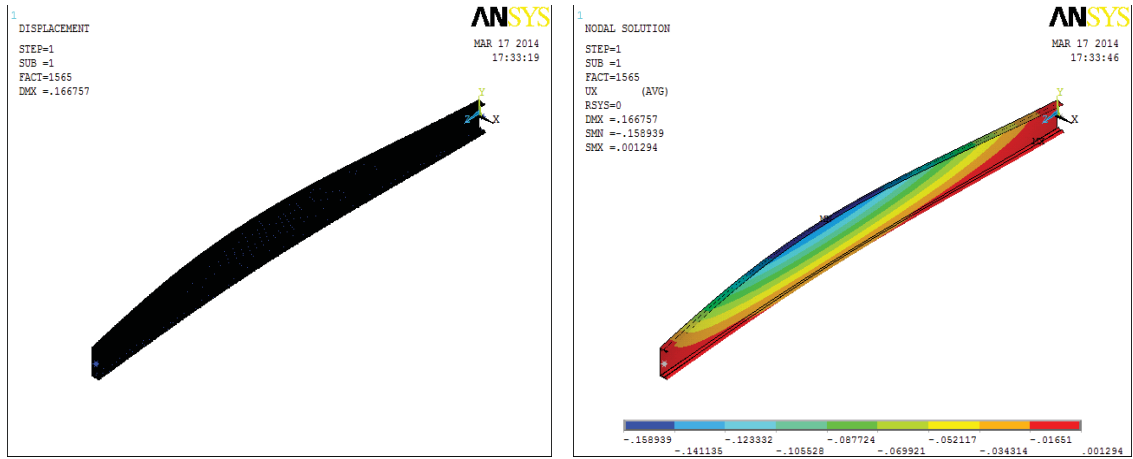 1
ANSYS
DISPLACEMENT
STEP=1
SUB =1
FACT=1565
DMX =.166757
MAR 17 2014
17:33:19
Y
Z
X
1
ANSYS
NODAL SOLUTION
STEP=1
SUB =1
FACT=1565
UX (AVG)
RSYS=0
DMX =.166757
SMN =-.158939
SMX =.001294
MAR 17 2014
17:33:46
Y
Z
X
-.158939 -.123332 -.087724 -.052117 -.01651
-.141135 -.105528 -.069921 -.034314 .001294